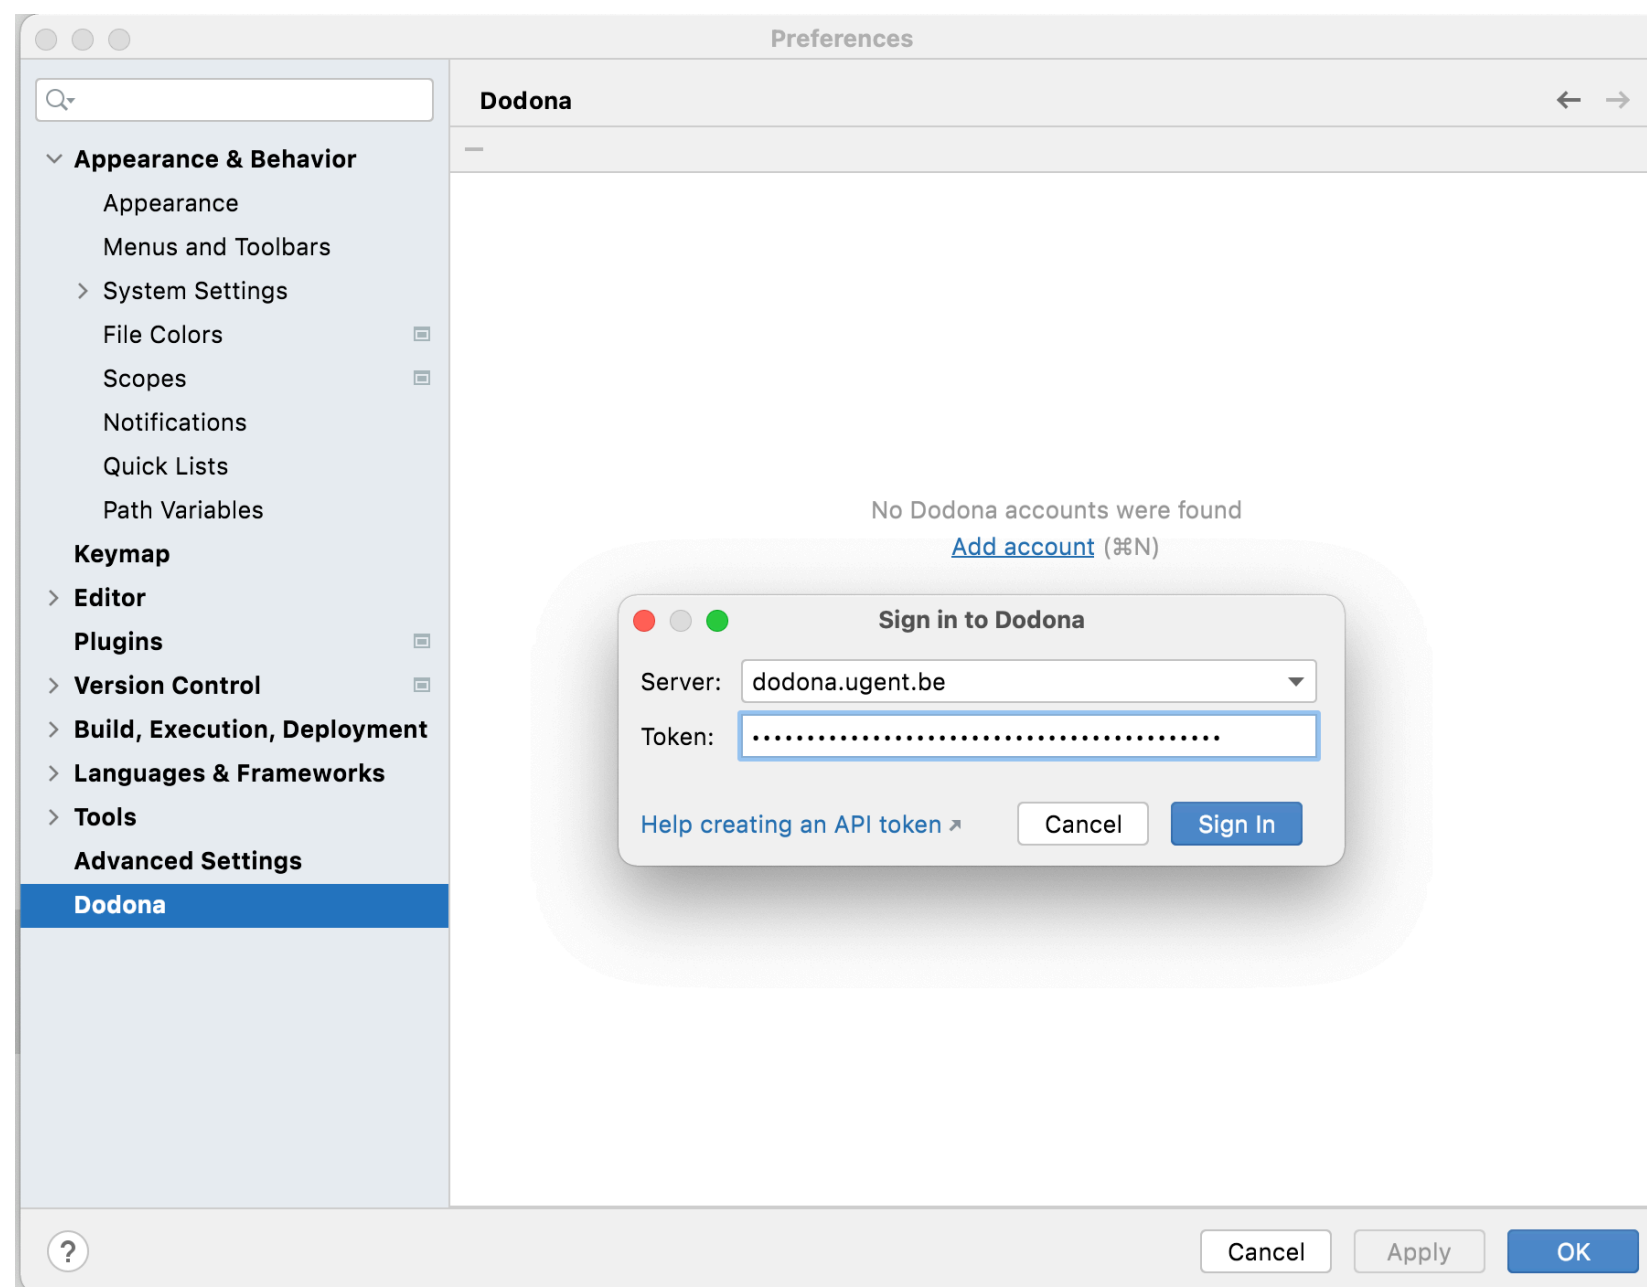 Preferences
Dodona
Appearance & Behavior
Appearance
Menus and Toolbars
System Settings
File Colors
Scopes
Notifications
Quick Lists
Path Variables
Keymap
Editor
Plugins
Version Control
Build, Execution, Deployment
Languages & Frameworks
Tools
Advanced Settings
Dodona
No Dodona accounts were found
Add account (⌘N)
Sign in to Dodona
Server: dodona.ugent.be
Token: •••••••••••••••••••••••••••••••••••••••••••
Help creating an API token ↗ Cancel Sign In
? Cancel Apply OK